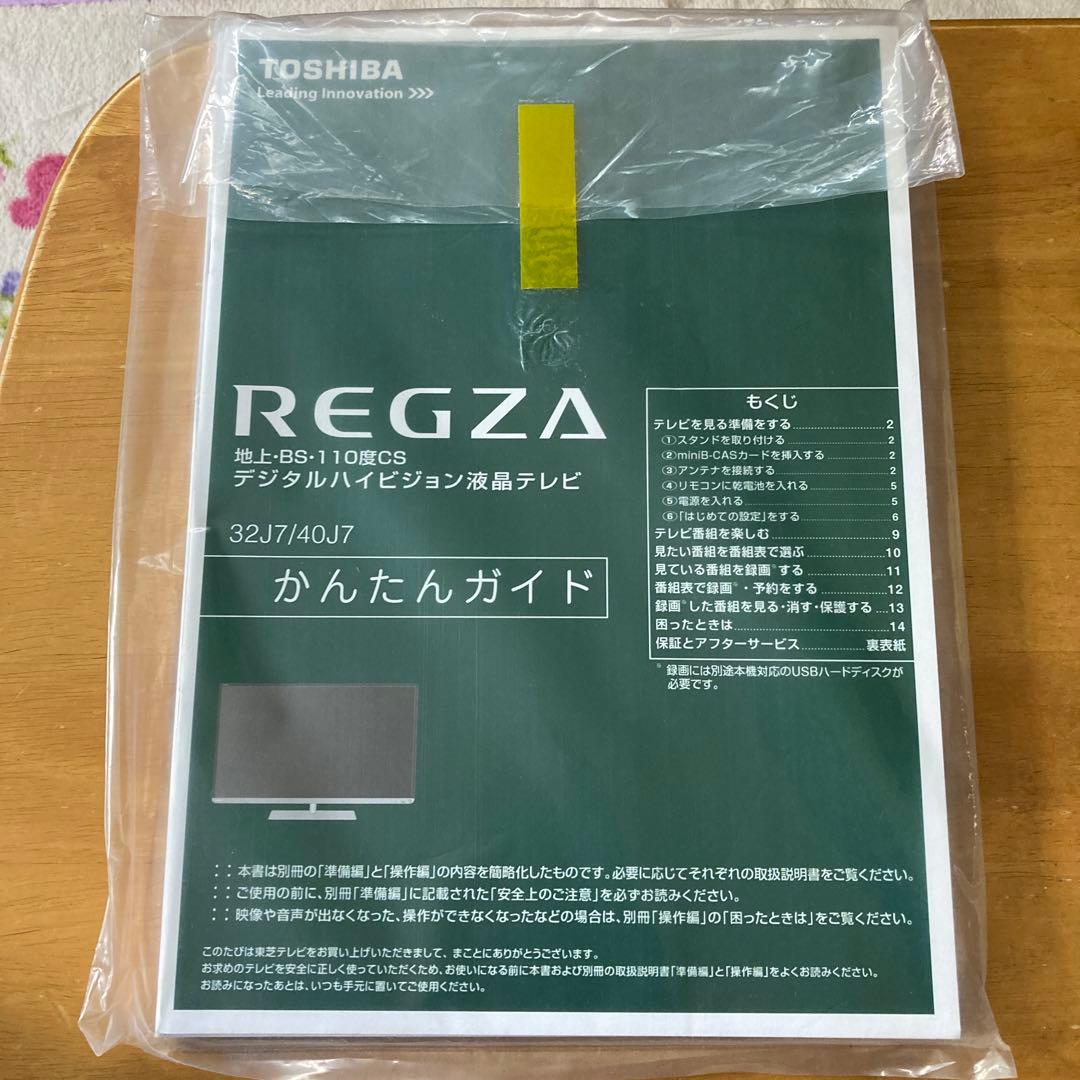 TOSHIBA
Leading Innovation >>>
REGZA
地上・BS・110度CS
デジタルハイビジョン液晶テレビ
32J7/40J7
かんたんガイド
もくじ
テレビを見る準備をする..............................2
①スタンドを取り付ける..............................2
②miniB-CASカードを挿入する..............................2
③アンテナを接続する..............................2
④リモコンに乾電池を入れる..............................5
⑤電源を入れる..............................5
⑥「はじめての設定」をする..............................6
テレビ番組を楽しむ..............................9
見たい番組を番組表で選ぶ..............................10
見ている番組を録画※する..............................11
番組表で録画※・予約をする..............................12
録画※した番組を見る・消す・保護する....13
困ったときは..............................14
保証とアフターサービス..............................裏表紙
※ 録画には別途本機対応のUSBハードディスクが
必要です。
：：本書は別冊の「準備編」と「操作編」の内容を簡略化したものです。必要に応じてそれぞれの取扱説明書をご覧ください。
：：ご使用の前に、別冊「準備編」に記載された「安全上のご注意」を必ずお読みください。
：：映像や音声が出なくなった、操作ができなくなったなどの場合は、別冊「操作編」の「困ったときは」をご覧ください。
このたびは東芝テレビをお買い上げいただきまして、まことにありがとうございます。
お求めのテレビを安全に正しく使っていただくため、お使いになる前に本書および別冊の取扱説明書「準備編」と「操作編」をよくお読みください。
お読みになったあとは、いつも手元に置いてご使用ください。